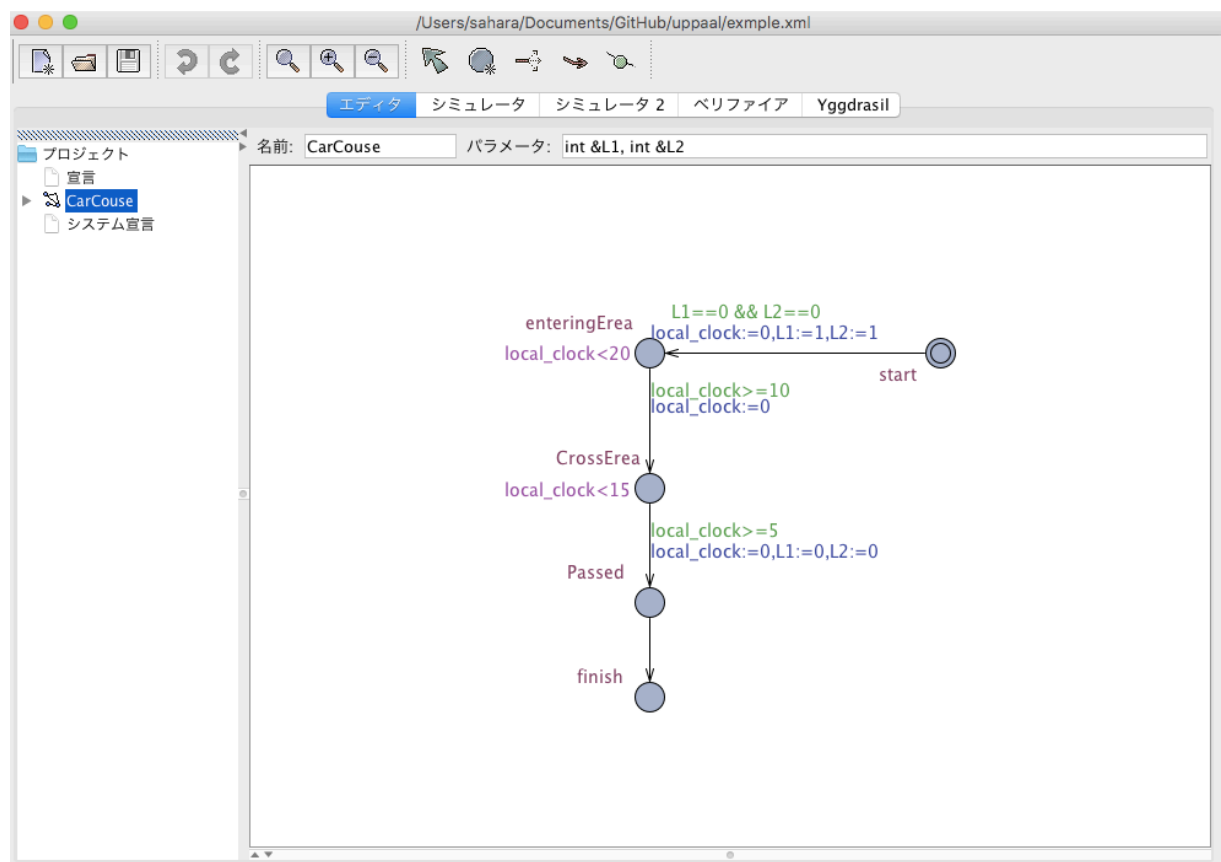 /Users/sahara/Documents/GitHub/uppaal/exmple.xml
エディタ シミュレータ シミュレータ 2 ベリファイア Yggdrasil
プロジェクト
宣言
CarCouse
システム宣言
名前: CarCouse パラメータ: int &L1, int &L2
L1==0 && L2==0
enteringErea
local_clock:=0,L1:=1,L2:=1
local_clock<20
start
local_clock>=10
local_clock:=0
CrossErea
local_clock<15
local_clock>=5
local_clock:=0,L1:=0,L2:=0
Passed
finish